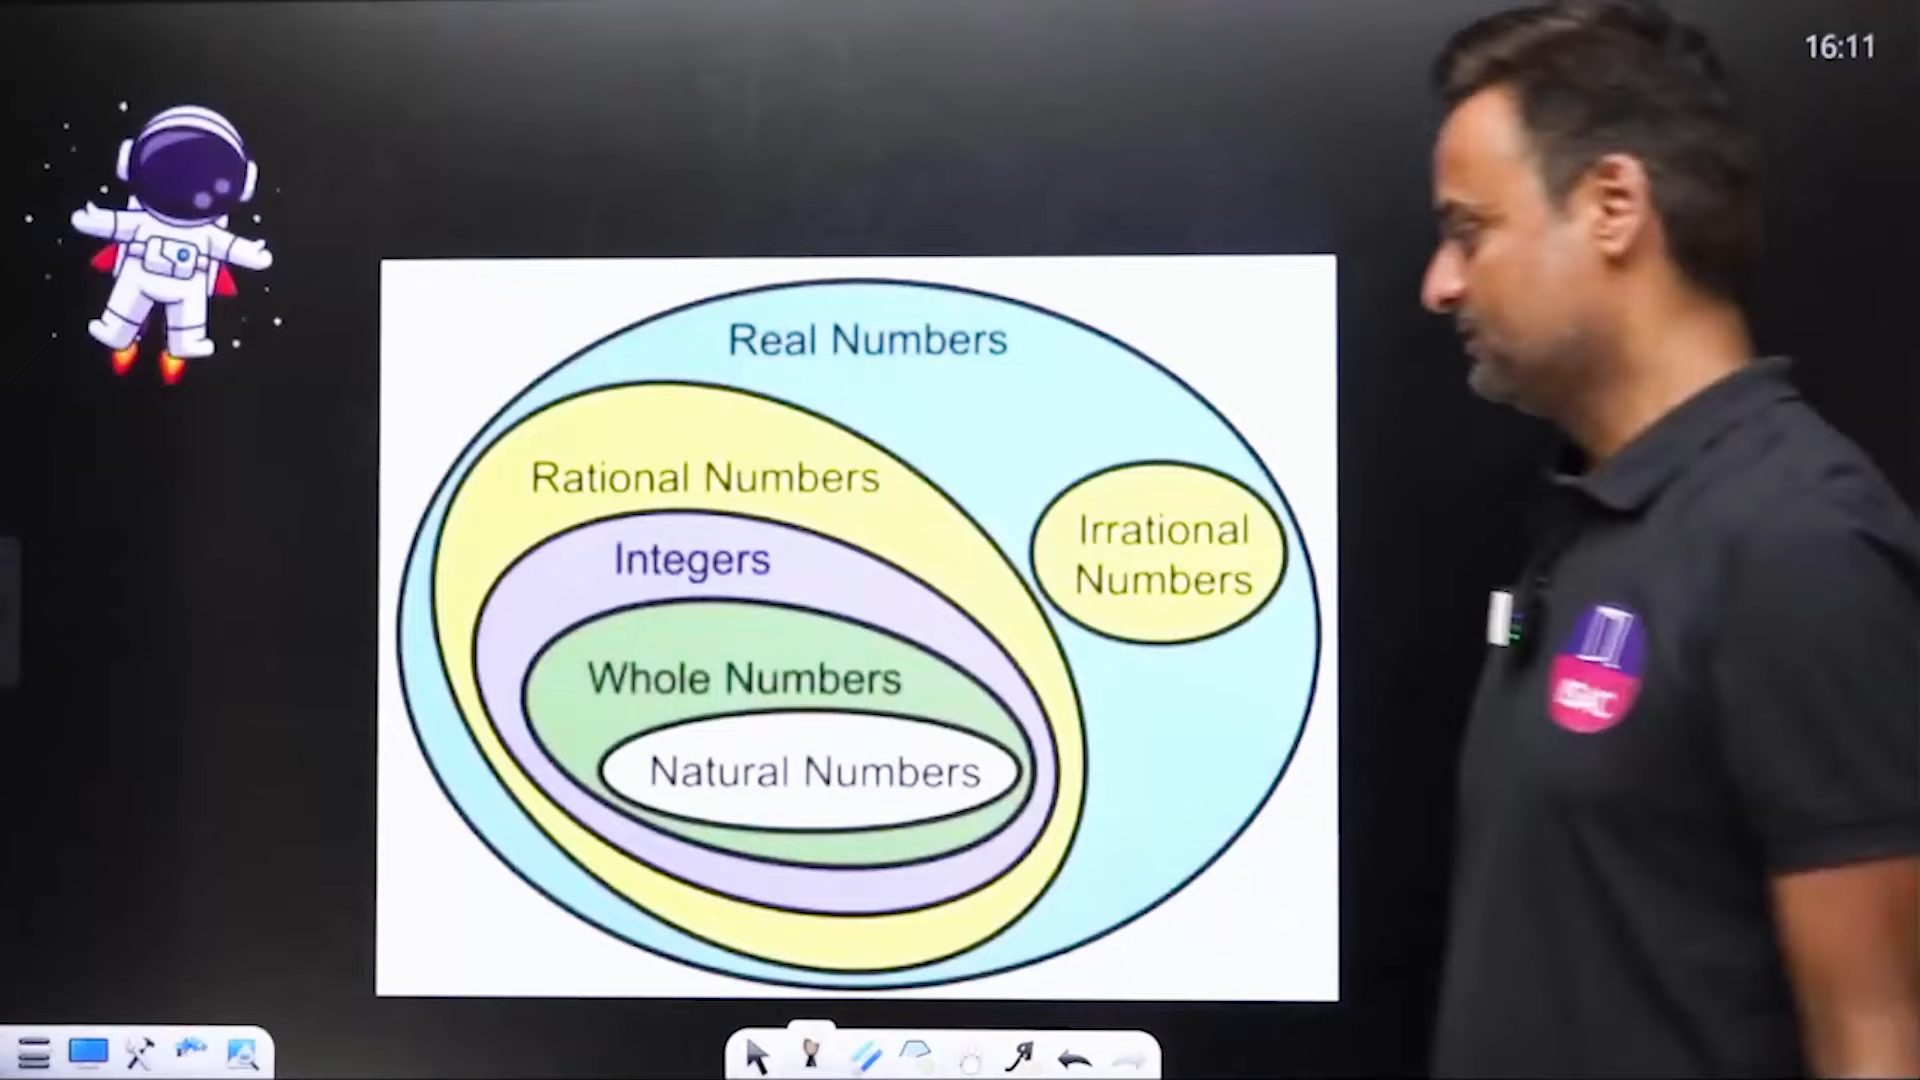 16:11
Real Numbers
Rational Numbers
Irrational
Numbers
Integers
Whole Numbers
Natural Numbers